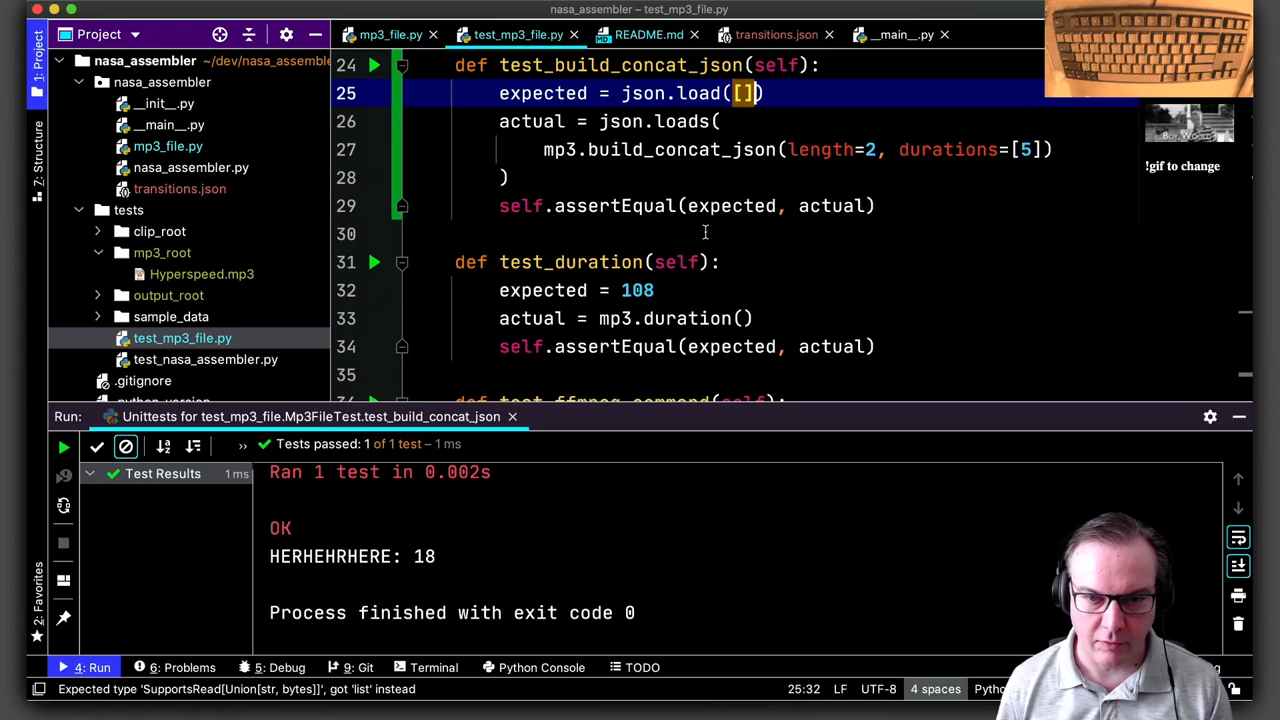 nasa_assembler – test_mp3_file.py
Project
mp3_file.py
test_mp3_file.py
README.md
transitions.json
__main__.py
1: Project
7: Structure
2: Favorites
nasa_assembler ~/dev/nasa_assemble
nasa_assembler
__init__.py
__main__.py
mp3_file.py
nasa_assembler.py
transitions.json
tests
clip_root
mp3_root
Hyperspeed.mp3
output_root
sample_data
test_mp3_file.py
test_nasa_assembler.py
.gitignore
.python_version
24 def test_build_concat_json(self):
25 expected = json.load([])
26 actual = json.loads(
27 mp3.build_concat_json(length=2, durations=[5])
28 )
29 self.assertEqual(expected, actual)
30
31 def test_duration(self):
32 expected = 108
33 actual = mp3.duration()
34 self.assertEqual(expected, actual)
35
def test_ffmpeg_command(self):
!gif to change
Run: Unittests for test_mp3_file.Mp3FileTest.test_build_concat_json
» Tests passed: 1 of 1 test – 1 ms
Test Results 1 ms
Ran 1 test in 0.002s
OK
HERHEHRHERE: 18
Process finished with exit code 0
4: Run 6: Problems 5: Debug 9: Git Terminal Python Console TODO
Expected type 'SupportsRead[Union[str, bytes]]', got 'list' instead
25:32 LF UTF-8 4 spaces